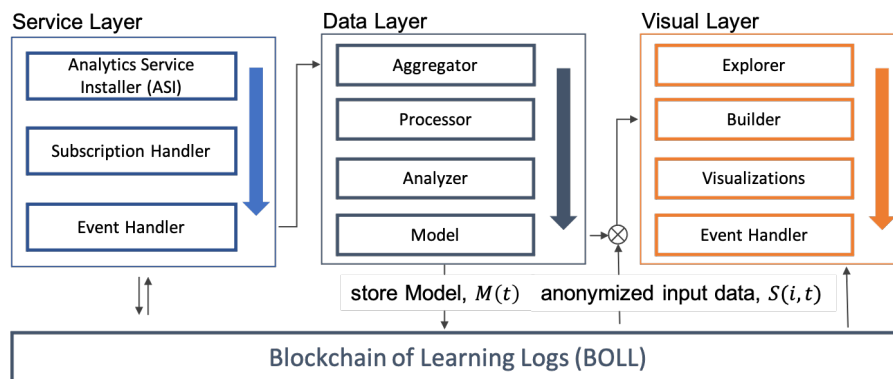 Service Layer
Data Layer
Visual Layer
Analytics Service
Installer (ASI)
Subscription Handler
Event Handler
Aggregator
Processor
Analyzer
Model
Explorer
Builder
Visualizations
Event Handler
store Model, M(t)
anonymized input data, S(i,t)
Blockchain of Learning Logs (BOLL)